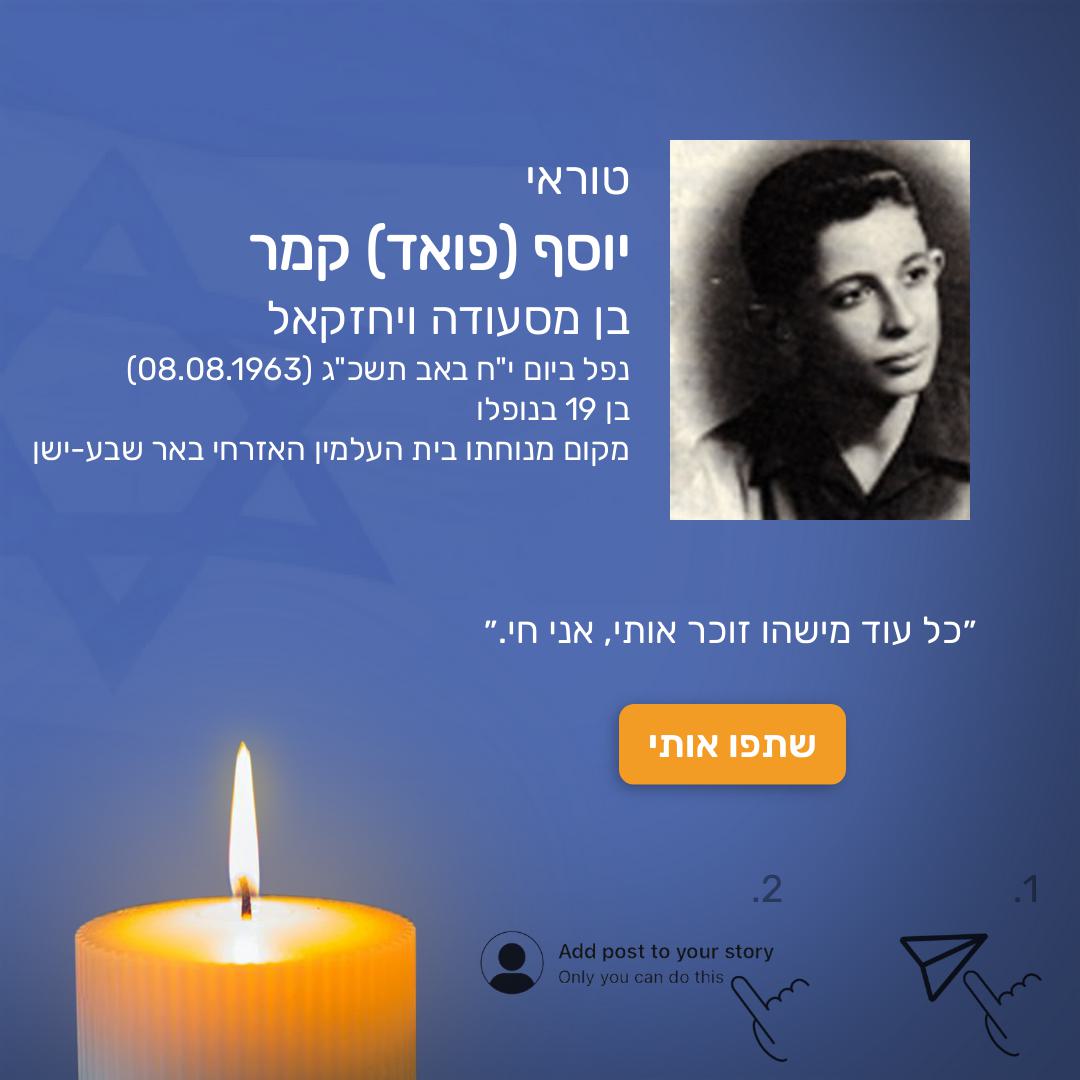 טוראי
יוסף (פואד) קמר
בן מסעודה ויחזקאל
נפל ביום י"ח באב תשכ"ג (08.08.1963)
בן 19 בנופלו
מקום מנוחתו בית העלמין האזרחי באר שבע-ישן
״כל עוד מישהו זוכר אותי, אני חי.״
שתפו אותי
.1
.2
Add post to your story
Only you can do this